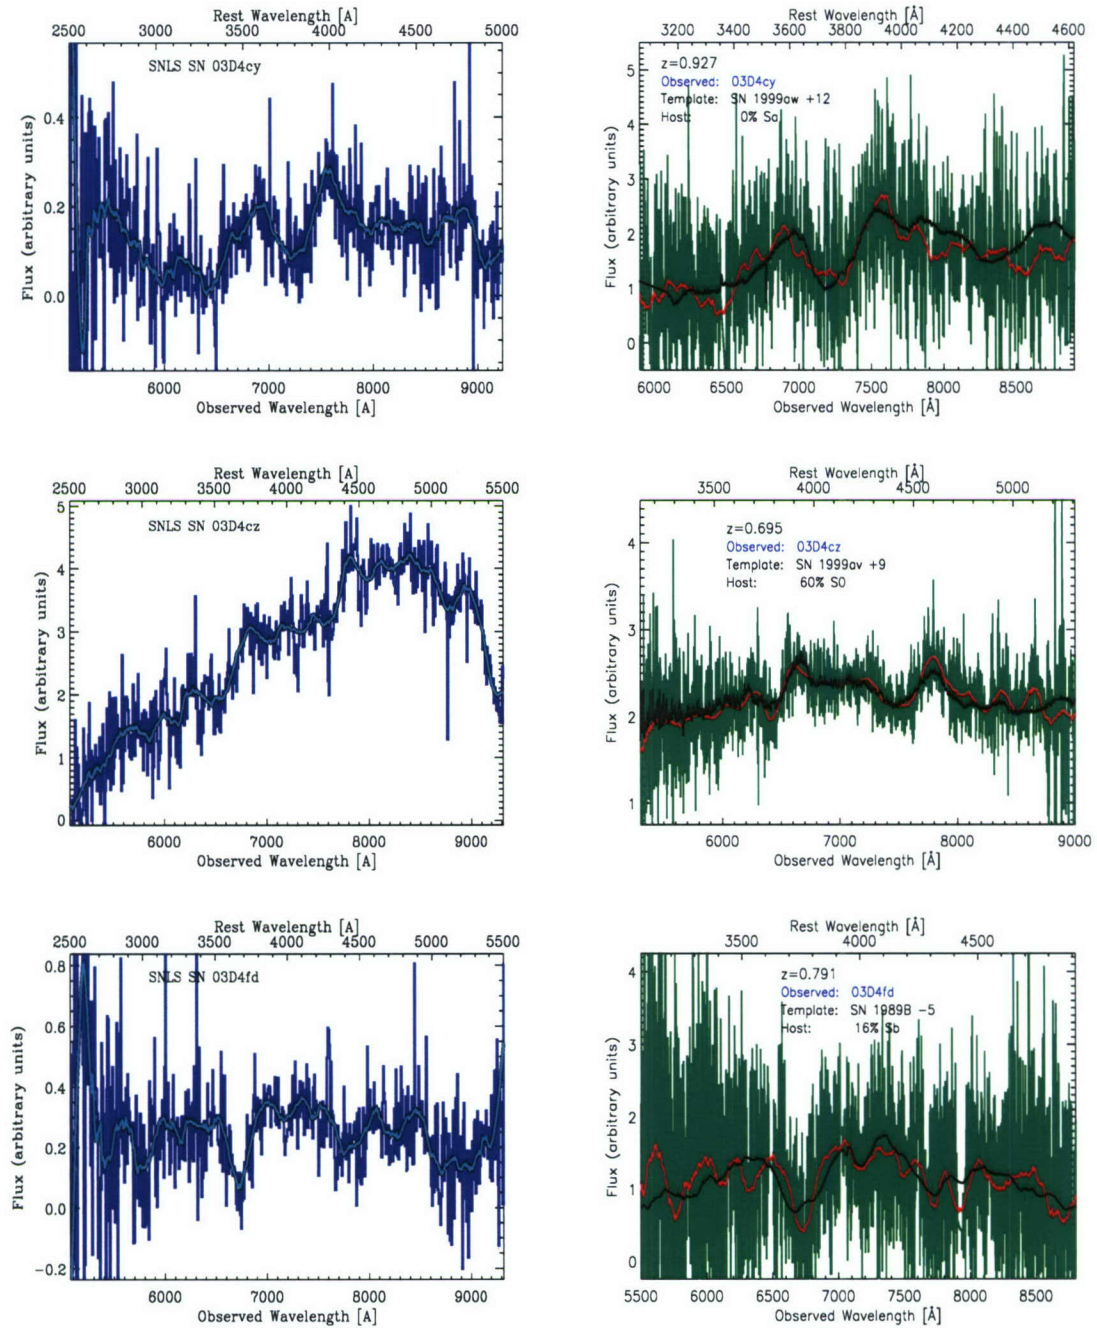 Rest Wavelength [A]
2500 3000 3500 4000 4500 5000
SNLS SN 03D4cy
Flux (arbitrary units)
0.4
0.2
0.0
6000 7000 8000 9000
Observed Wavelength [A]
Rest Wavelength [Å]
3200 3400 3600 3800 4000 4200 4400 4600
z=0.927
Observed: 03D4cy
Template: SN 1999aw +12
Host: 0% Sa
Flux (arbitrary units)
5
4
3
2
1
0
5900 6500 7000 7500 8000 8500
Observed Wavelength [Å]
Rest Wavelength [A]
2500 3000 3500 4000 4500 5000 5500
SNLS SN 03D4cz
Flux (arbitrary units)
5
4
3
2
1
0
6000 7000 8000 9000
Observed Wavelength [A]
Rest Wavelength [Å]
3500 4000 4500 5000
z=0.695
Observed: 03D4cz
Template: SN 1999av +9
Host: 60% S0
Flux (arbitrary units)
4
3
2
1
6000 7000 8000 9000
Observed Wavelength [Å]
Rest Wavelength [A]
2500 3000 3500 4000 4500 5000 5500
SNLS SN 03D4fd
Flux (arbitrary units)
0.8
0.6
0.4
0.2
0.0
-0.2
6000 7000 8000 9000
Observed Wavelength [A]
Rest Wavelength [Å]
3500 4000 4500
z=0.791
Observed: 03D4fd
Template: SN 1989B -5
Host: 16% Sb
Flux (arbitrary units)
4
3
2
1
0
5500 6000 6500 7000 7500 8000 8500
Observed Wavelength [Å]